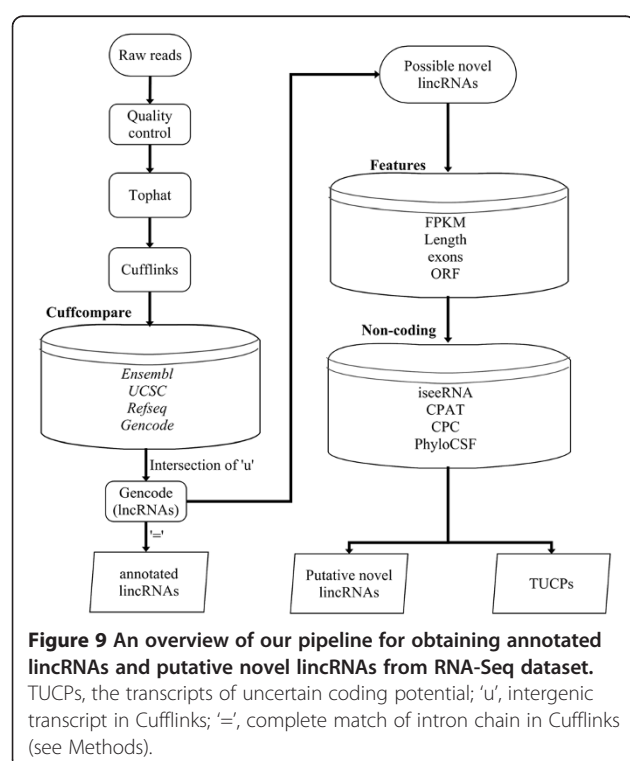 Raw reads
Quality
control
Tophat
Cufflinks
Cuffcompare
Ensembl
UCSC
Refseq
Gencode
Intersection of 'u'
Gencode
(lncRNAs)
'='
annotated
lincRNAs
Possible novel
lincRNAs
Features
FPKM
Length
exons
ORF
Non-coding
iseeRNA
CPAT
CPC
PhyloCSF
Putative novel
lincRNAs
TUCPs
Figure 9 An overview of our pipeline for obtaining annotated
lincRNAs and putative novel lincRNAs from RNA-Seq dataset.
TUCPs, the transcripts of uncertain coding potential; ‘u’, intergenic
transcript in Cufflinks; ‘=’, complete match of intron chain in Cufflinks
(see Methods).